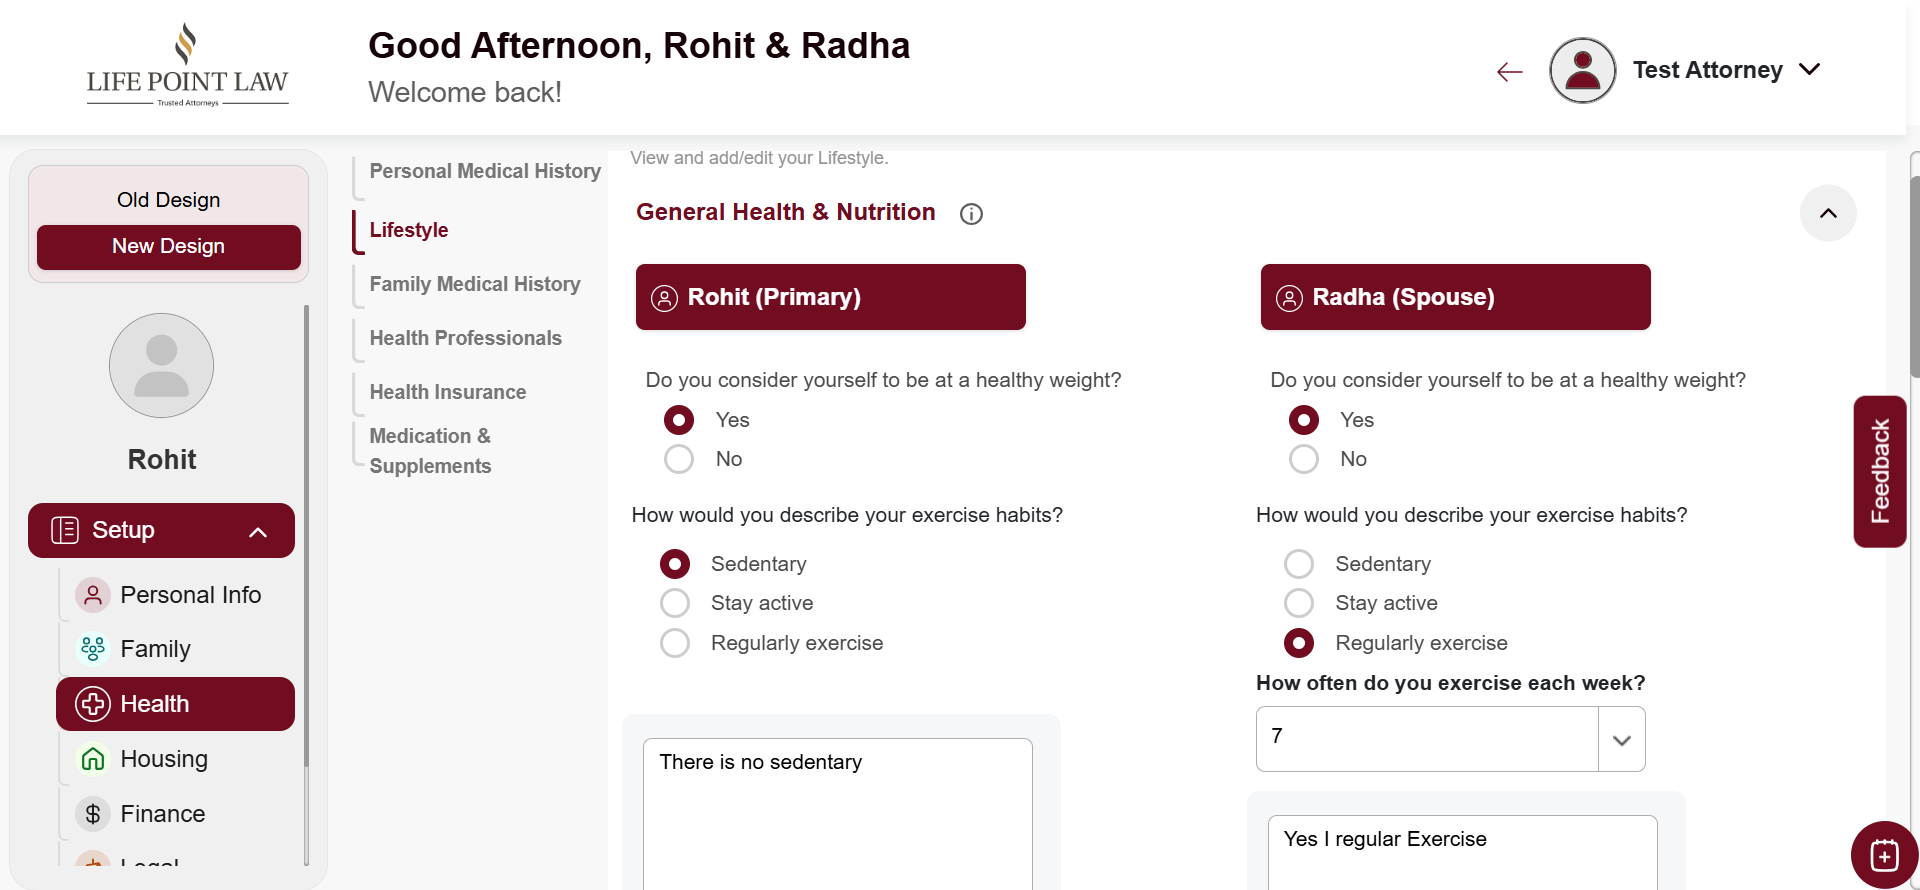 LIFE POINT LAW
Trusted Attorneys
Good Afternoon, Rohit & Radha
Welcome back!
Test Attorney
Old Design
New Design
Rohit
Setup
Personal Info
Family
Health
Housing
Finance
Legal
Personal Medical History
Lifestyle
Family Medical History
Health Professionals
Health Insurance
Medication &
Supplements
View and add/edit your Lifestyle.
General Health & Nutrition
Rohit (Primary)
Do you consider yourself to be at a healthy weight?
Yes
No
How would you describe your exercise habits?
Sedentary
Stay active
Regularly exercise
There is no sedentary
Radha (Spouse)
Do you consider yourself to be at a healthy weight?
Yes
No
How would you describe your exercise habits?
Sedentary
Stay active
Regularly exercise
How often do you exercise each week?
7
Yes I regular Exercise
Feedback